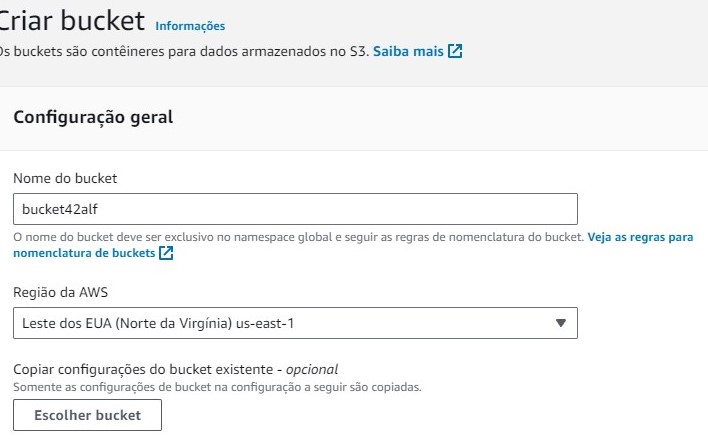 Criar bucket Informações
Os buckets são contêineres para dados armazenados no S3. Saiba mais
Configuração geral
Nome do bucket
bucket42alf
O nome do bucket deve ser exclusivo no namespace global e seguir as regras de nomenclatura do bucket. Veja as regras para
nomenclatura de buckets
Região da AWS
Leste dos EUA (Norte da Virgínia) us-east-1
Copiar configurações do bucket existente - opcional
Somente as configurações de bucket na configuração a seguir são copiadas.
Escolher bucket